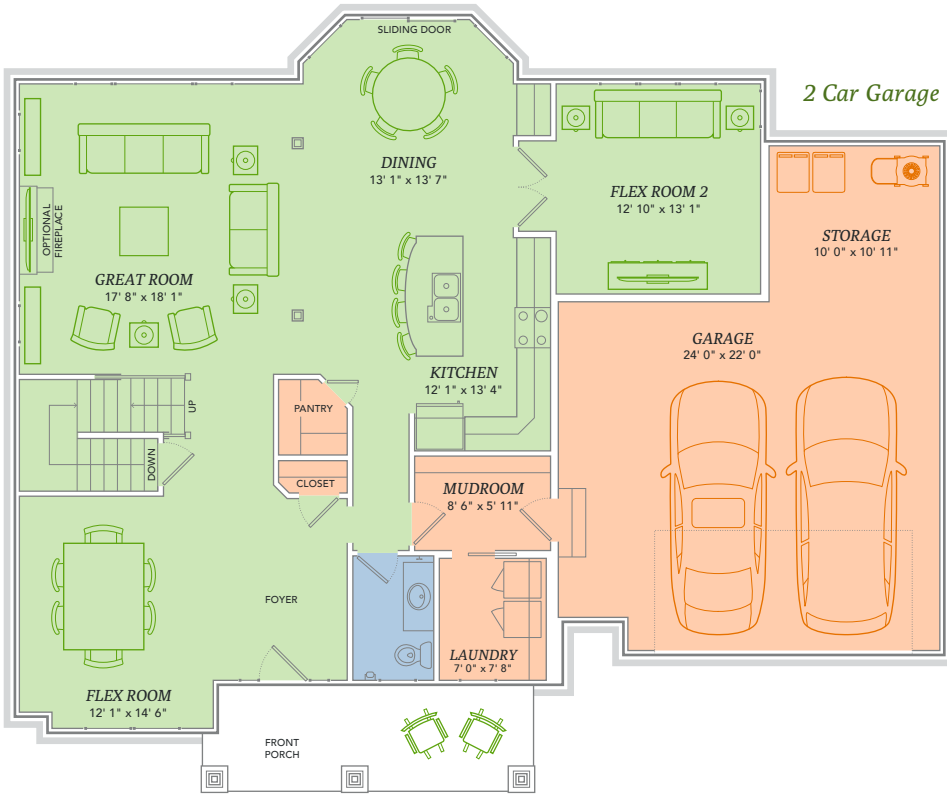 SLIDING DOOR
2 Car Garage
DINING
13' 1" x 13' 7"
FLEX ROOM 2
12' 10" x 13' 1"
STORAGE
10' 0" x 10' 11"
OPTIONAL
FIREPLACE
GREAT ROOM
17' 8" x 18' 1"
GARAGE
24' 0" x 22' 0"
KITCHEN
12' 1" x 13' 4"
UP
PANTRY
DOWN
CLOSET
MUDROOM
8' 6" x 5' 11"
FOYER
LAUNDRY
7' 0" x 7' 8"
FLEX ROOM
12' 1" x 14' 6"
FRONT
PORCH